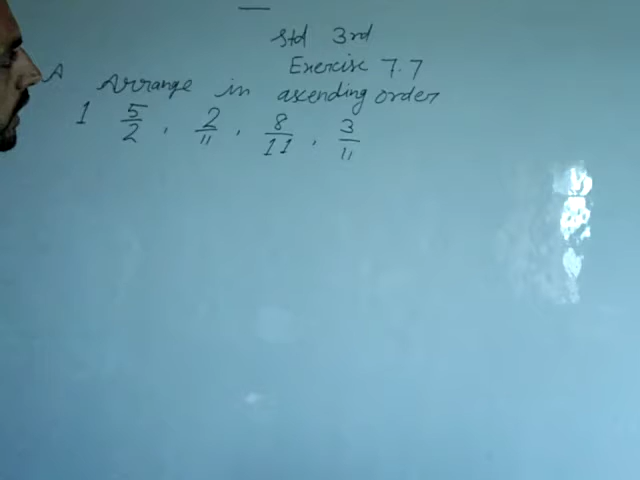 Std 3rd
Exercise 7.7
A Arrange in ascending order
1 5/2, 2/11, 8/11, 3/11